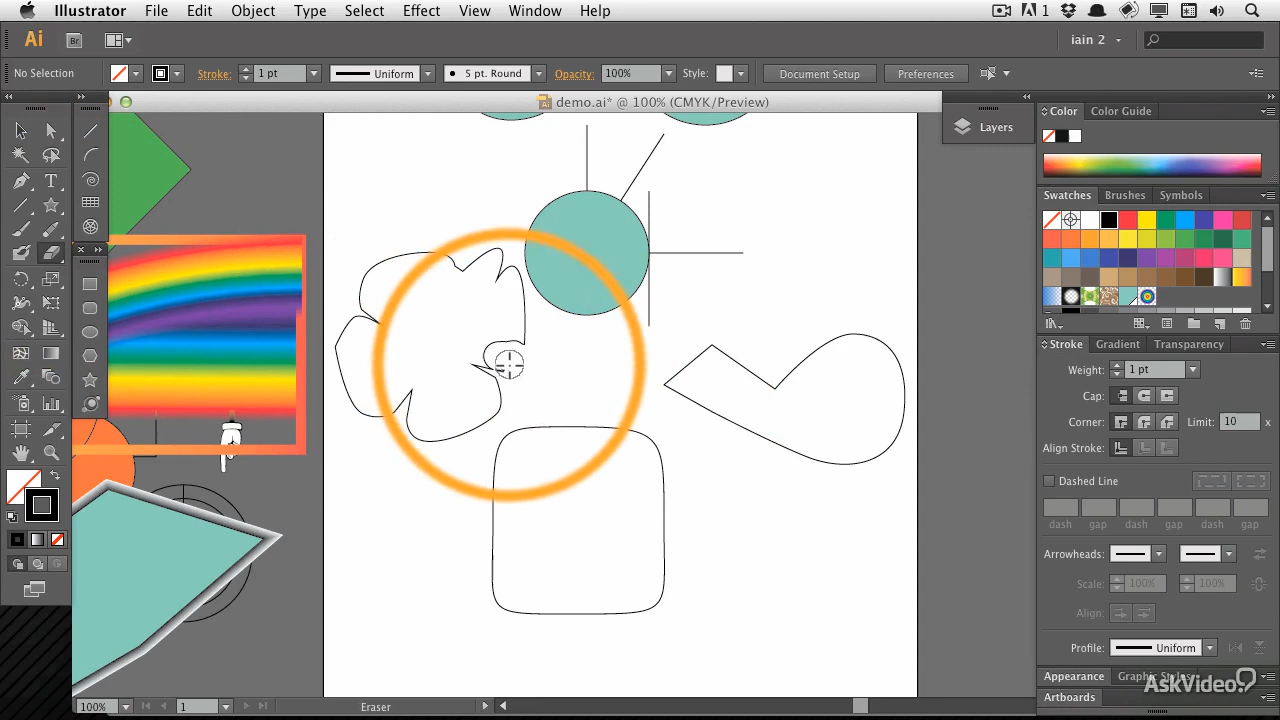 Illustrator File Edit Object Type Select Effect View Window Help
1
Ai Br
iain 2
No Selection Stroke: 1 pt Uniform 5 pt. Round Opacity: 100% Style: Document Setup Preferences
demo.ai* @ 100% (CMYK/Preview)
Layers
Color Color Guide
Swatches Brushes Symbols
Stroke Gradient Transparency
Weight: 1 pt
Corner: Limit: 10 x
Align Stroke:
Dashed Line
dash gap dash gap dash gap
Arrowheads:
Scale: 100% 100%
Align:
Profile: Uniform
Appearance Graphic Styles
AskVideo
Artboards
100% 1 Eraser